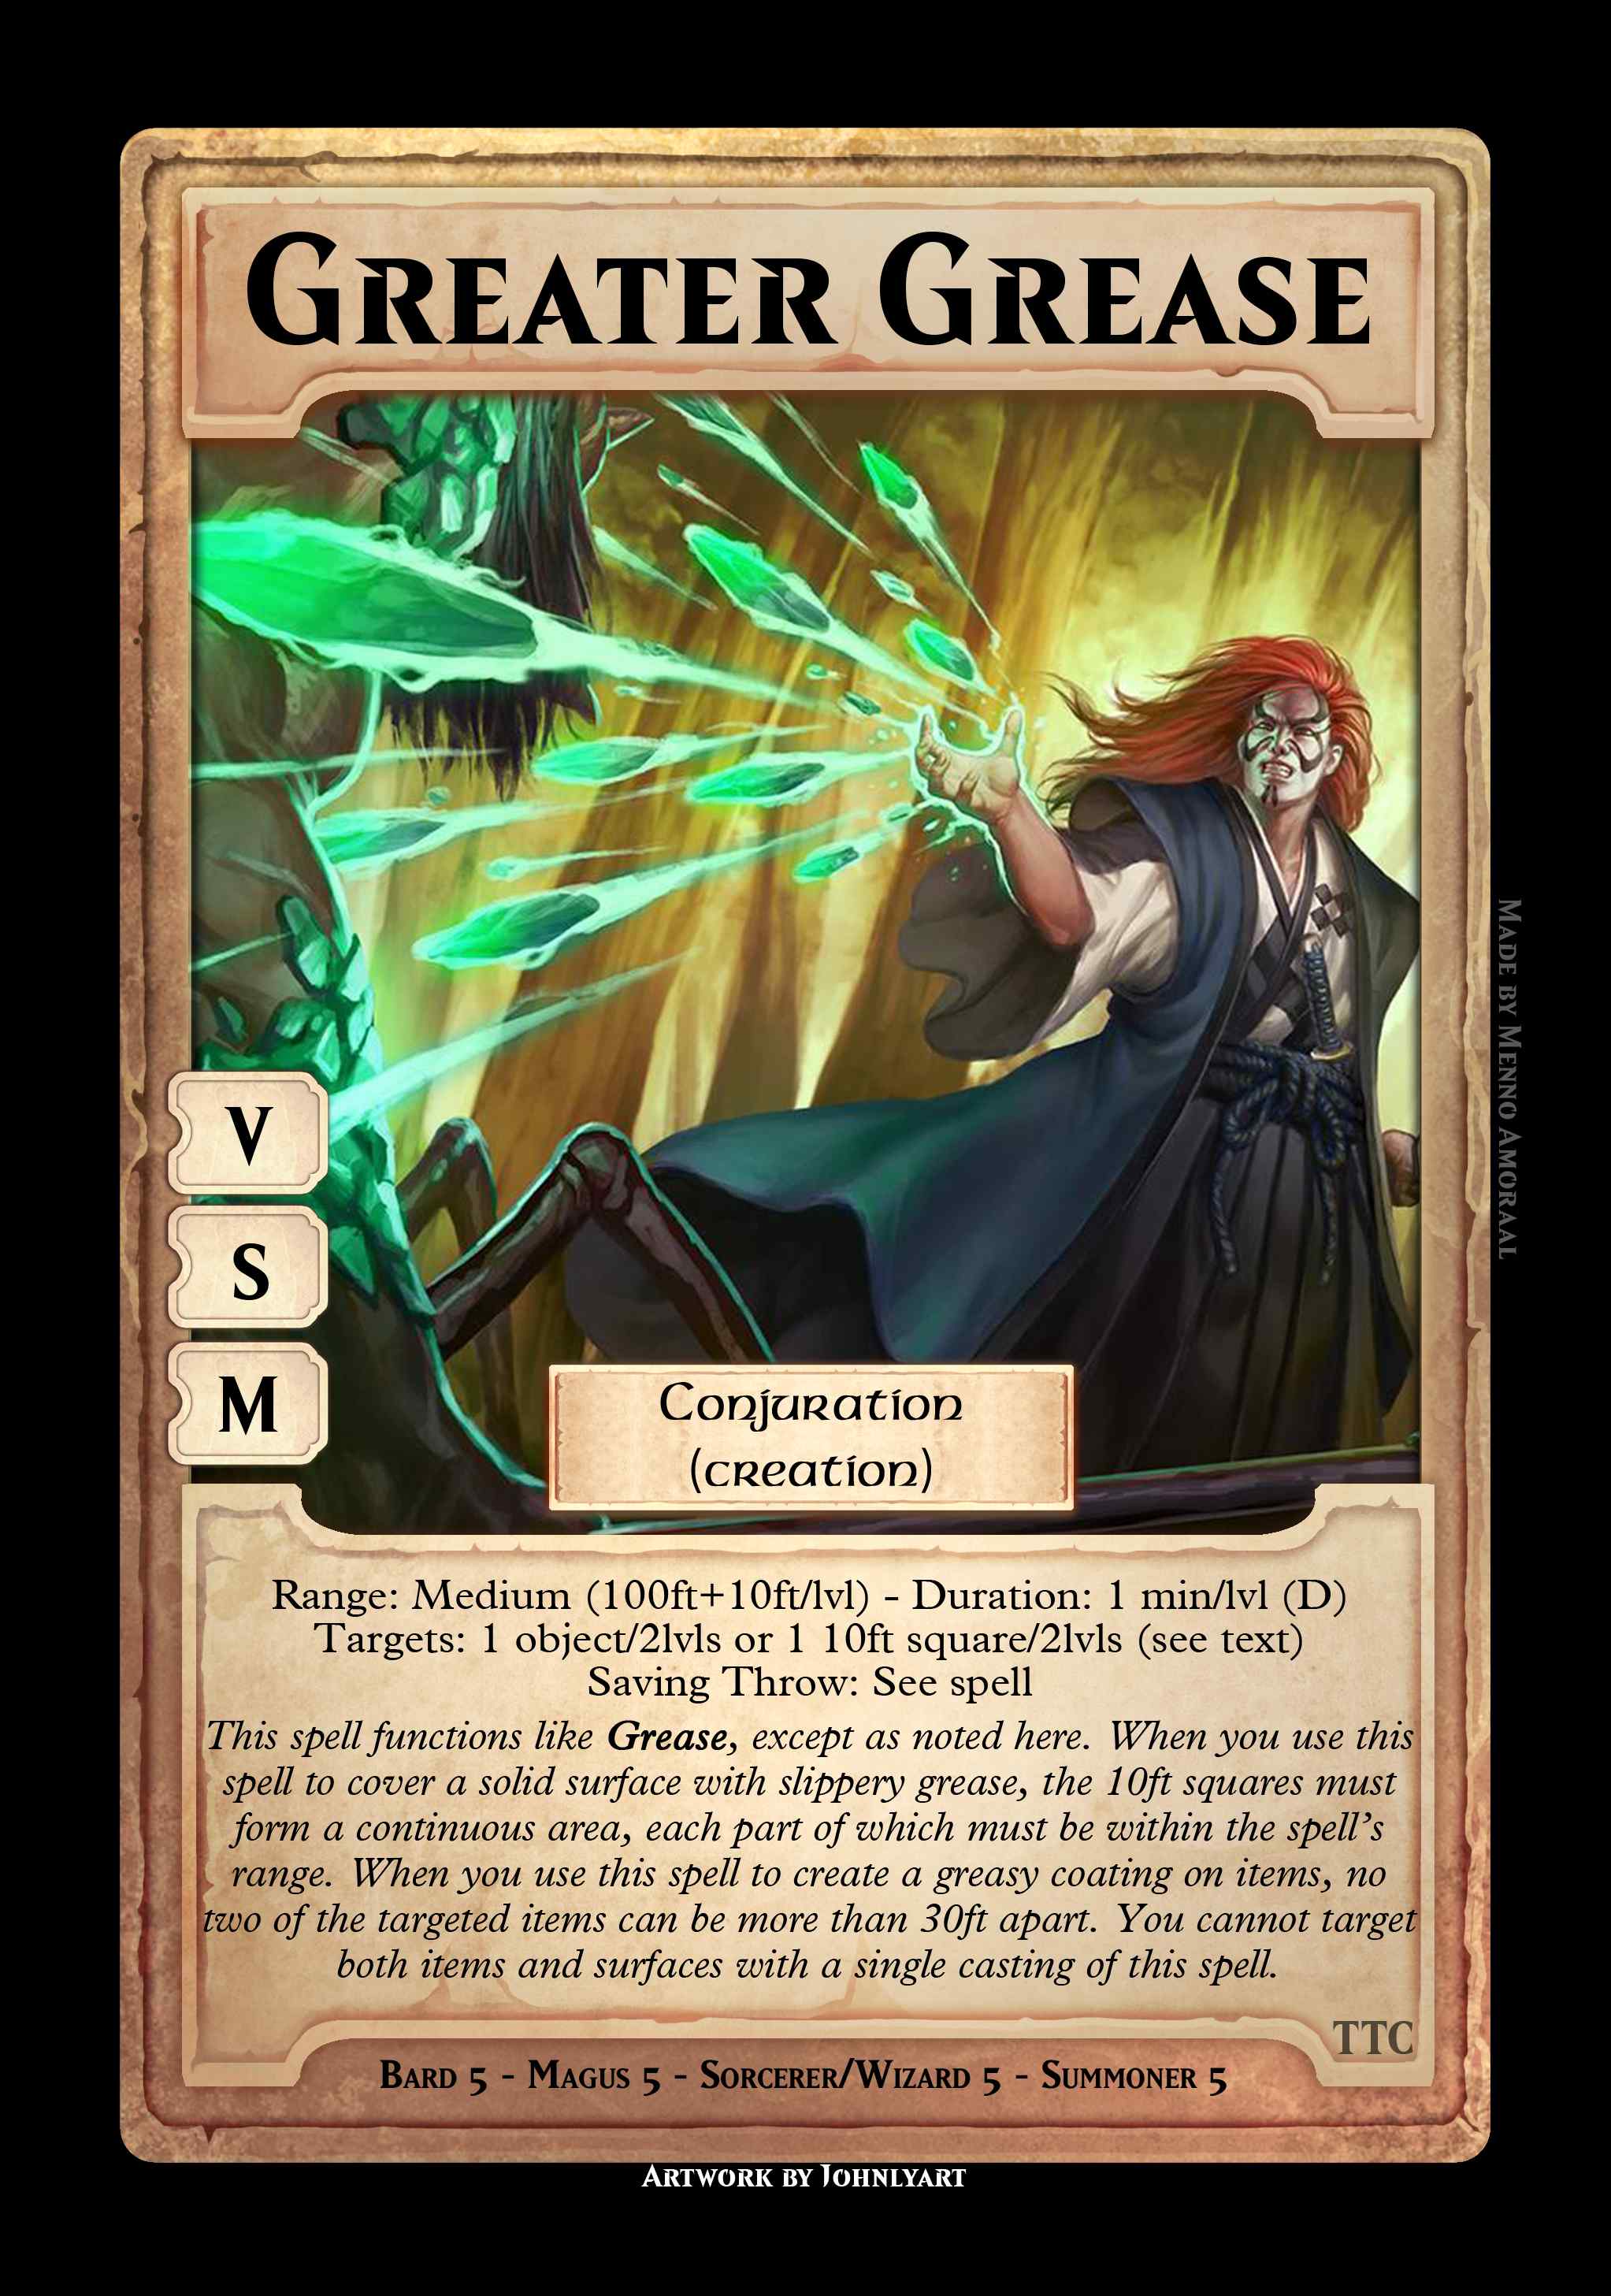 Greater Grease
V
S
M
Conjuration
(creation)
Range: Medium (100ft+10ft/lvl) - Duration: 1 min/lvl (D)
Targets: 1 object/2lvls or 1 10ft square/2lvls (see text)
Saving Throw: See spell
This spell functions like Grease, except as noted here. When you use this
spell to cover a solid surface with slippery grease, the 10ft squares must
form a continuous area, each part of which must be within the spell's
range. When you use this spell to create a greasy coating on items, no
two of the targeted items can be more than 30ft apart. You cannot target
both items and surfaces with a single casting of this spell.
TTC
Bard 5 - Magus 5 - Sorcerer/Wizard 5 - Summoner 5
Artwork by Johnlyart
Made by Menno Amoraal